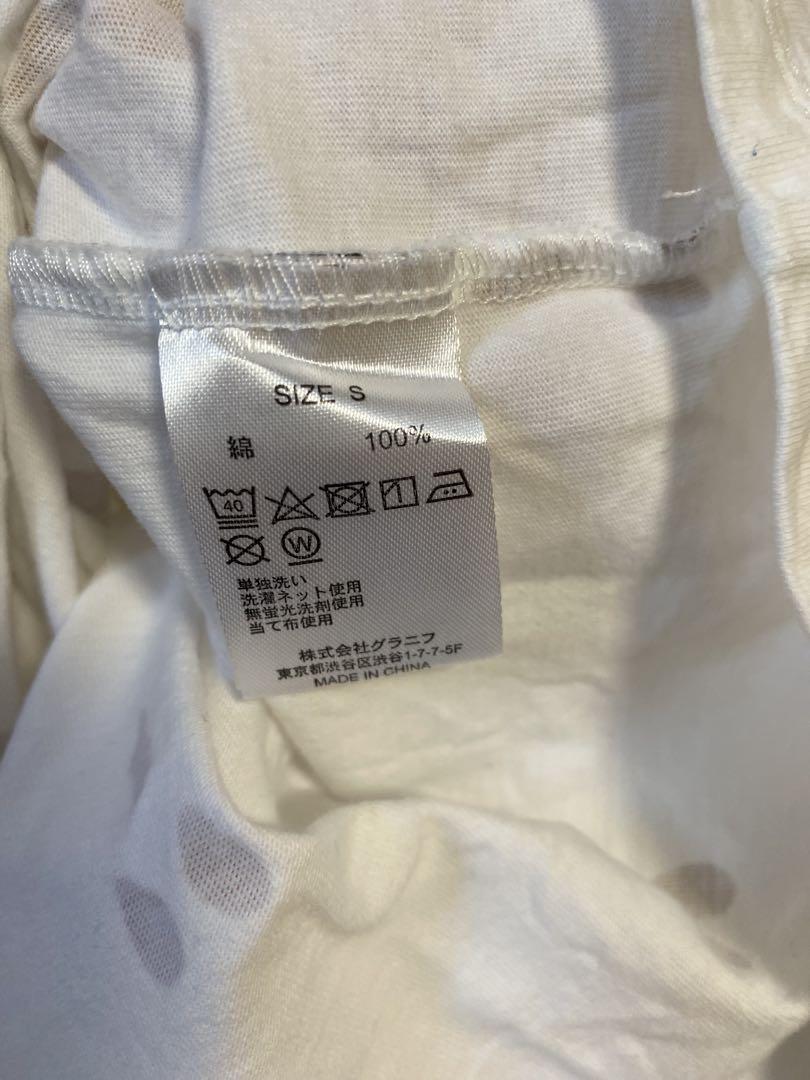 SIZE S
綿 100%
40
W
単独洗い
洗濯ネット使用
無蛍光洗剤使用
当て布使用
株式会社グラニフ
東京都渋谷区渋谷1-7-7-5F
MADE IN CHINA